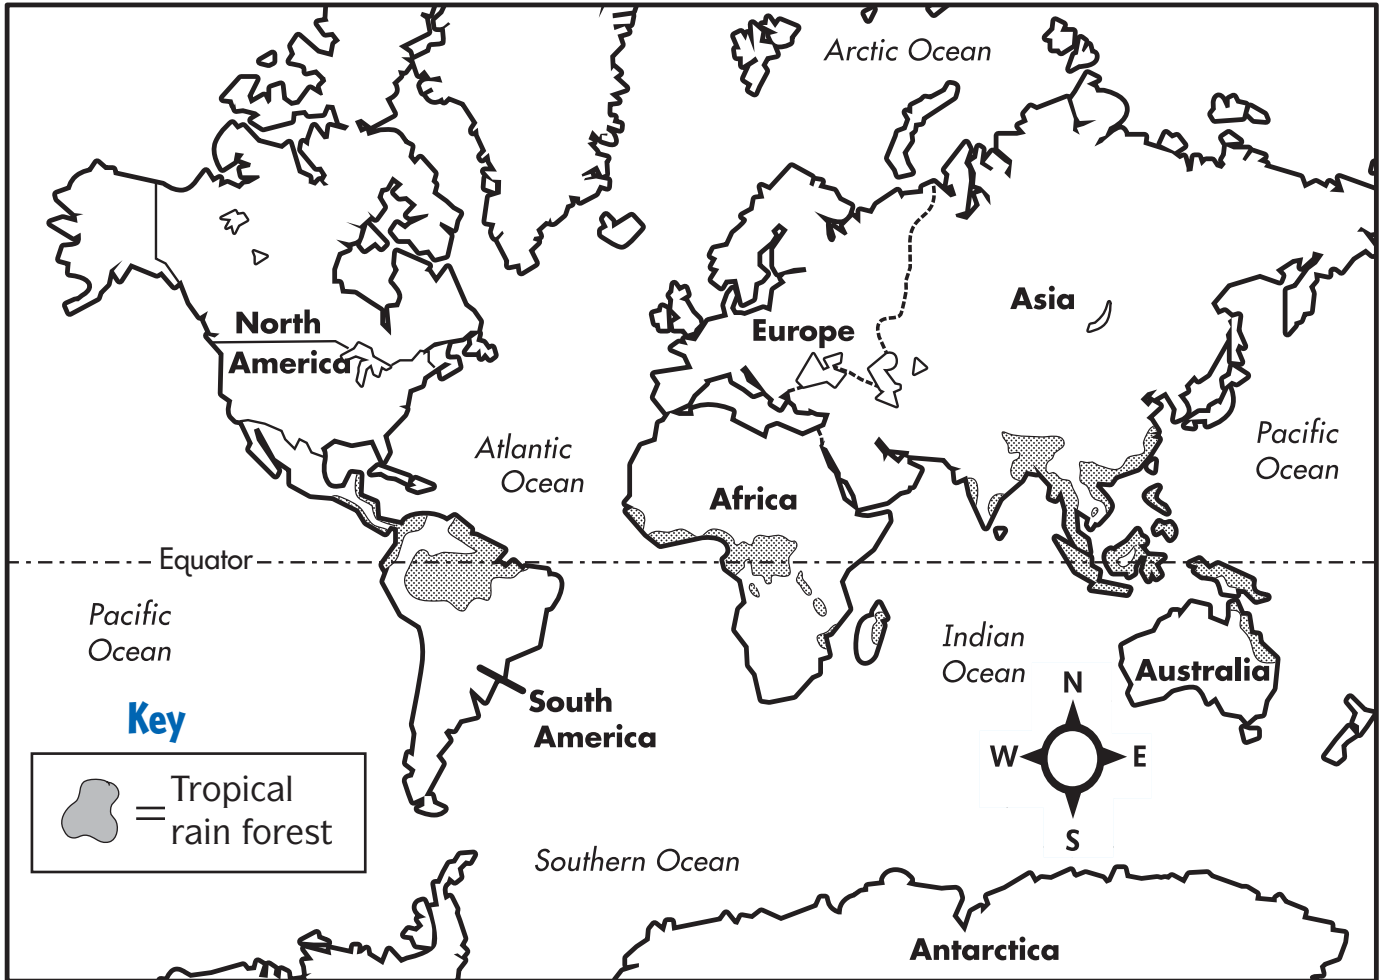 Arctic Ocean
North
America
Europe
Asia
Atlantic
Ocean
Pacific
Ocean
Africa
Equator
Pacific
Ocean
Indian
Ocean
Australia
South
America
N
W
E
S
Key
= Tropical
rain forest
Southern Ocean
Antarctica